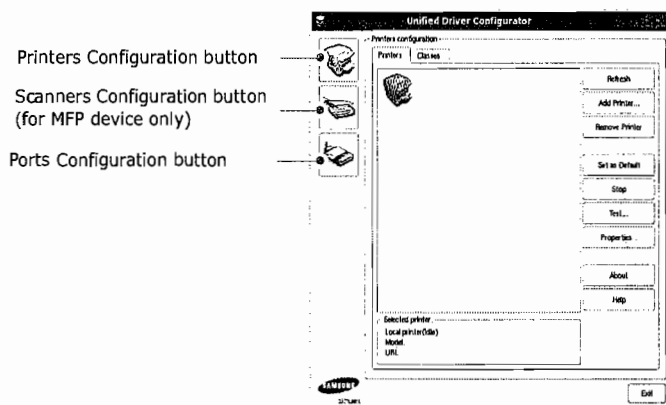 Unified Driver Configurator
Printers Configuration button
Scanners Configuration button
(for MFP device only)
Ports Configuration button
Printers configuration
Printers
Classes
Refresh
Add Printer...
Remove Printer
Set as Default
Stop
Test...
Properties ..
About
Help
Selected printer:
Local printer(idle)
Model:
URI:
SAMSUNG
Exit